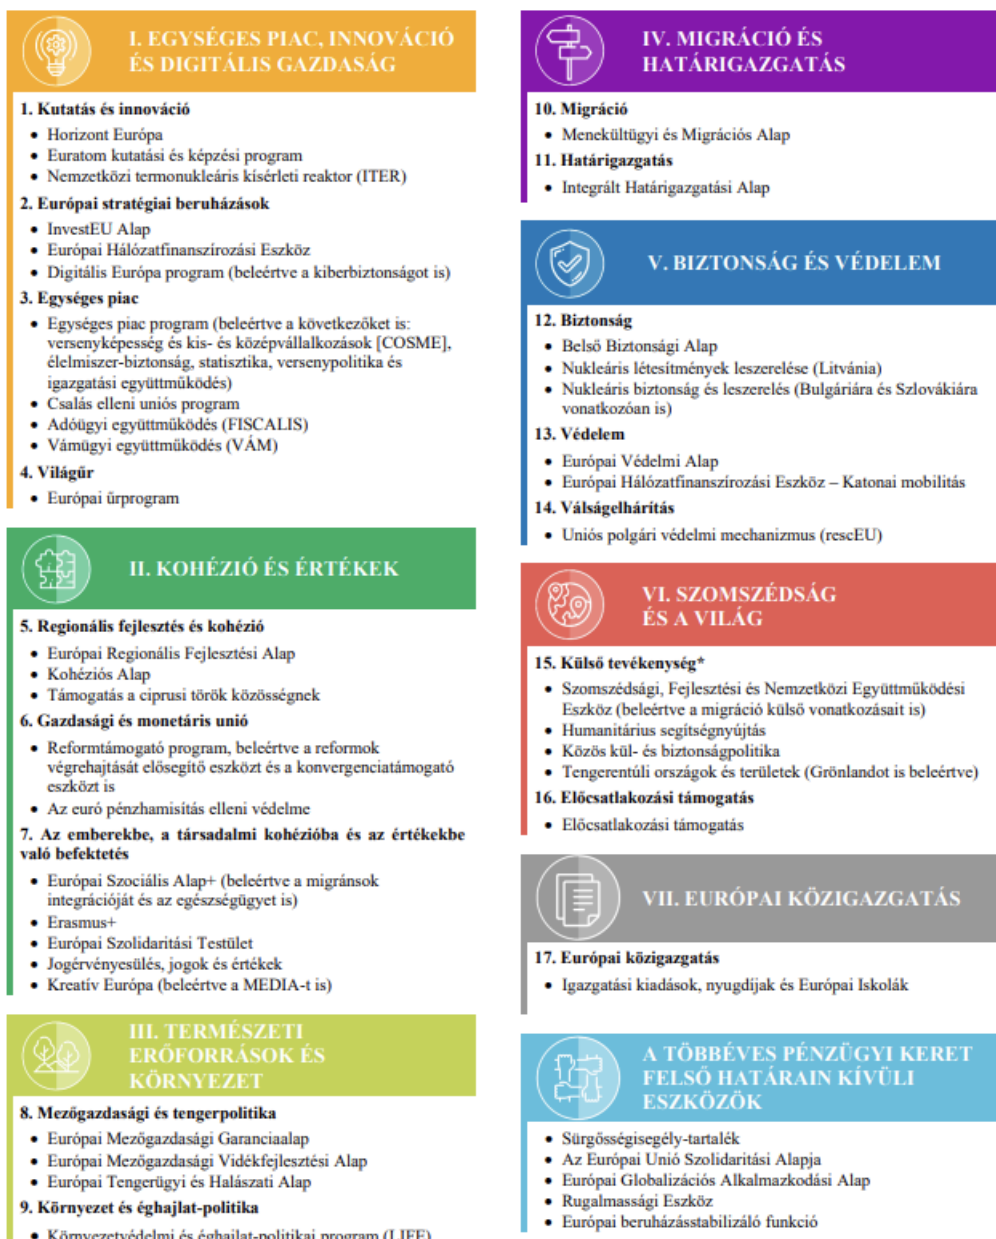 I. EGYSÉGES PIAC, INNOVÁCIÓ
ÉS DIGITÁLIS GAZDASÁG
1. Kutatás és innováció
• Horizont Európa
• Euratom kutatási és képzési program
• Nemzetközi termonukleáris kísérleti reaktor (ITER)
2. Európai stratégiai beruházások
• InvestEU Alap
• Európai Hálózatfinanszírozási Eszköz
• Digitális Európa program (beleértve a kiberbiztonságot is)
3. Egységes piac
• Egységes piac program (beleértve a következőket is:
versenyképesség és kis- és középvállalkozások [COSME],
élelmiszer-biztonság, statisztika, versenypolitika és
igazgatási együttműködés)
• Csalás elleni uniós program
• Adóügyi együttműködés (FISCALIS)
• Vámügyi együttműködés (VÁM)
4. Világűr
• Európai űrprogram
II. KOHÉZIÓ ÉS ÉRTÉKEK
5. Regionális fejlesztés és kohézió
• Európai Regionális Fejlesztési Alap
• Kohéziós Alap
• Támogatás a ciprusi török közösségnek
6. Gazdasági és monetáris unió
• Reformtámogató program, beleértve a reformok
végrehajtását elősegítő eszközt és a konvergenciatámogató
eszközt is
• Az euró pénzhamisítás elleni védelme
7. Az emberekbe, a társadalmi kohézióba és az értékekbe
való befektetés
• Európai Szociális Alap+ (beleértve a migránsok
integrációját és az egészségügyet is)
• Erasmus+
• Európai Szolidaritási Testület
• Jogérvényesülés, jogok és értékek
• Kreatív Európa (beleértve a MEDIA-t is)
III. TERMÉSZETI
ERŐFORRÁSOK ÉS
KÖRNYEZET
8. Mezőgazdasági és tengerpolitika
• Európai Mezőgazdasági Garanciaalap
• Európai Mezőgazdasági Vidékfejlesztési Alap
• Európai Tengerügyi és Halászati Alap
9. Környezet és éghajlat-politika
• Környezetvédelmi és éghajlat-politikai program (LIFE)
IV. MIGRÁCIÓ ÉS
HATÁRIGAZGATÁS
10. Migráció
• Menekültügyi és Migrációs Alap
11. Határigazgatás
• Integrált Határigazgatási Alap
V. BIZTONSÁG ÉS VÉDELEM
12. Biztonság
• Belső Biztonsági Alap
• Nukleáris létesítmények leszerelése (Litvánia)
• Nukleáris biztonság és leszerelés (Bulgáriára és Szlovákiára
vonatkozóan is)
13. Védelem
• Európai Védelmi Alap
• Európai Hálózatfinanszírozási Eszköz – Katonai mobilitás
14. Válságelhárítás
• Uniós polgári védelmi mechanizmus (rescEU)
VI. SZOMSZÉDSÁG
ÉS A VILÁG
15. Külső tevékenység*
• Szomszédsági, Fejlesztési és Nemzetközi Együttműködési
Eszköz (beleértve a migráció külső vonatkozásait is)
• Humanitárius segítségnyújtás
• Közös kül- és biztonságpolitika
• Tengerentúli országok és területek (Grönlandot is beleértve)
16. Előcsatlakozási támogatás
• Előcsatlakozási támogatás
VII. EURÓPAI KÖZIGAZGATÁS
17. Európai közigazgatás
• Igazgatási kiadások, nyugdíjak és Európai Iskolák
A TÖBBÉVES PÉNZÜGYI KERET
FELSŐ HATÁRAIN KÍVÜLI
ESZKÖZÖK
• Sürgősségisegély-tartalék
• Az Európai Unió Szolidaritási Alapja
• Európai Globalizációs Alkalmazkodási Alap
• Rugalmassági Eszköz
• Európai beruházásstabilizáló funkció